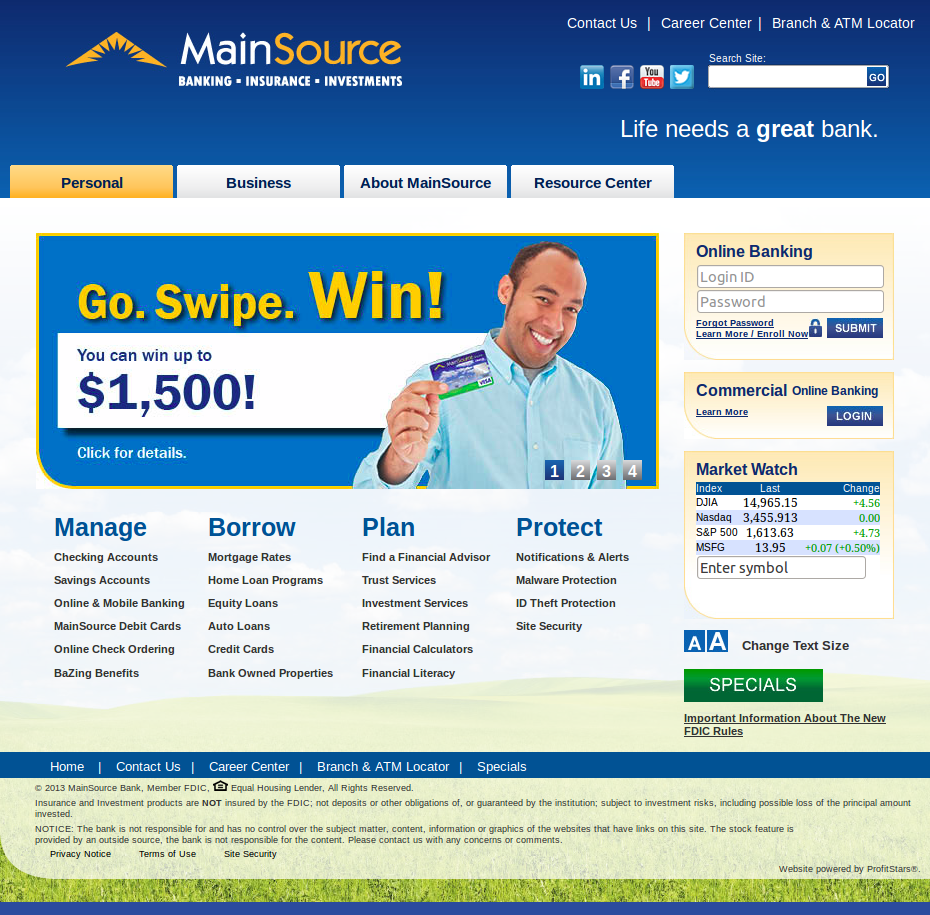 Contact Us | Career Center | Branch & ATM Locator
MainSource
BANKING • INSURANCE • INVESTMENTS
Search Site:
in f You Tube
GO
Life needs a great bank.
Personal Business About MainSource Resource Center
Go. Swipe. Win!
You can win up to
$1,500!
Click for details.
1 2 3 4
Online Banking
Login ID
Password
Forgot Password
Learn More / Enroll Now
SUBMIT
Commercial Online Banking
Learn More
LOGIN
Market Watch
Index Last Change
DJIA 14,965.15 +4.56
Nasdaq 3,455.913 0.00
S&P 500 1,613.63 +4.73
MSFG 13.95 +0.07 (+0.50%)
Enter symbol
A A Change Text Size
SPECIALS
Important Information About The New
FDIC Rules
Manage
Checking Accounts
Savings Accounts
Online & Mobile Banking
MainSource Debit Cards
Online Check Ordering
BaZing Benefits
Borrow
Mortgage Rates
Home Loan Programs
Equity Loans
Auto Loans
Credit Cards
Bank Owned Properties
Plan
Find a Financial Advisor
Trust Services
Investment Services
Retirement Planning
Financial Calculators
Financial Literacy
Protect
Notifications & Alerts
Malware Protection
ID Theft Protection
Site Security
Home | Contact Us | Career Center | Branch & ATM Locator | Specials
© 2013 MainSource Bank, Member FDIC, Equal Housing Lender, All Rights Reserved.
Insurance and Investment products are NOT insured by the FDIC; not deposits or other obligations of, or guaranteed by the institution; subject to investment risks, including possible loss of the principal amount
invested.
NOTICE: The bank is not responsible for and has no control over the subject matter, content, information or graphics of the websites that have links on this site. The stock feature is
provided by an outside source, the bank is not responsible for the content. Please contact us with any concerns or comments.
Privacy Notice Terms of Use Site Security
Website powered by ProfitStars®.